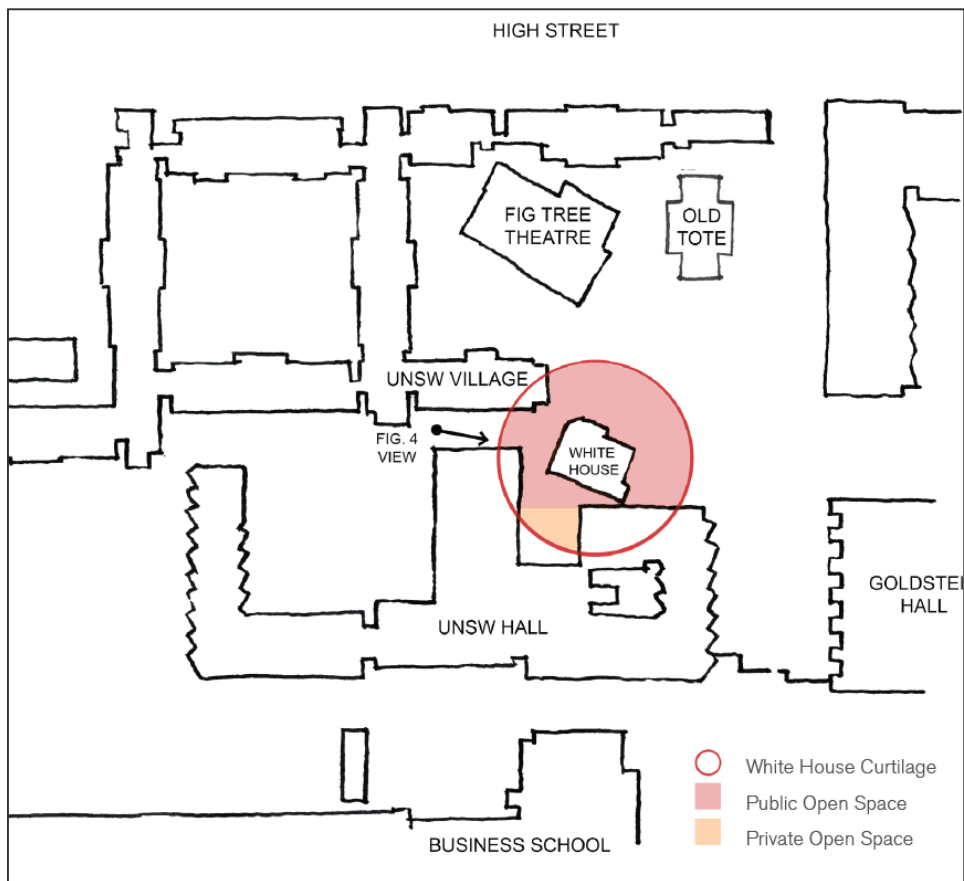 HIGH STREET
FIG TREE
THEATRE
OLD
TOTE
UNSW VILLAGE
FIG. 4
VIEW
WHITE
HOUSE
GOLDSTEI
HALL
UNSW HALL
White House Curtilage
Public Open Space
Private Open Space
BUSINESS SCHOOL